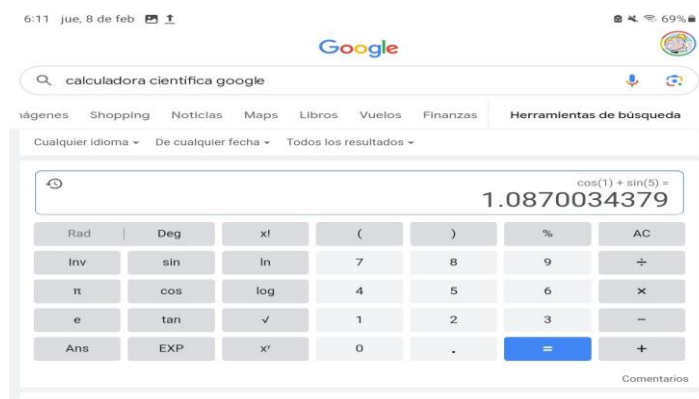 6:11 jue, 8 de feb 69%
Google
calculadora científica google
ágenes Shopping Noticias Maps Libros Vuelos Finanzas Herramientas de búsqueda
Cualquier idioma De cualquier fecha Todos los resultados
cos(1) + sin(5) =
1.0870034379
Rad | Deg x! ( ) % AC
Inv sin ln 7 8 9 ÷
π cos log 4 5 6 ×
e tan √ 1 2 3 −
Ans EXP xʸ 0 . = +
Comentarios